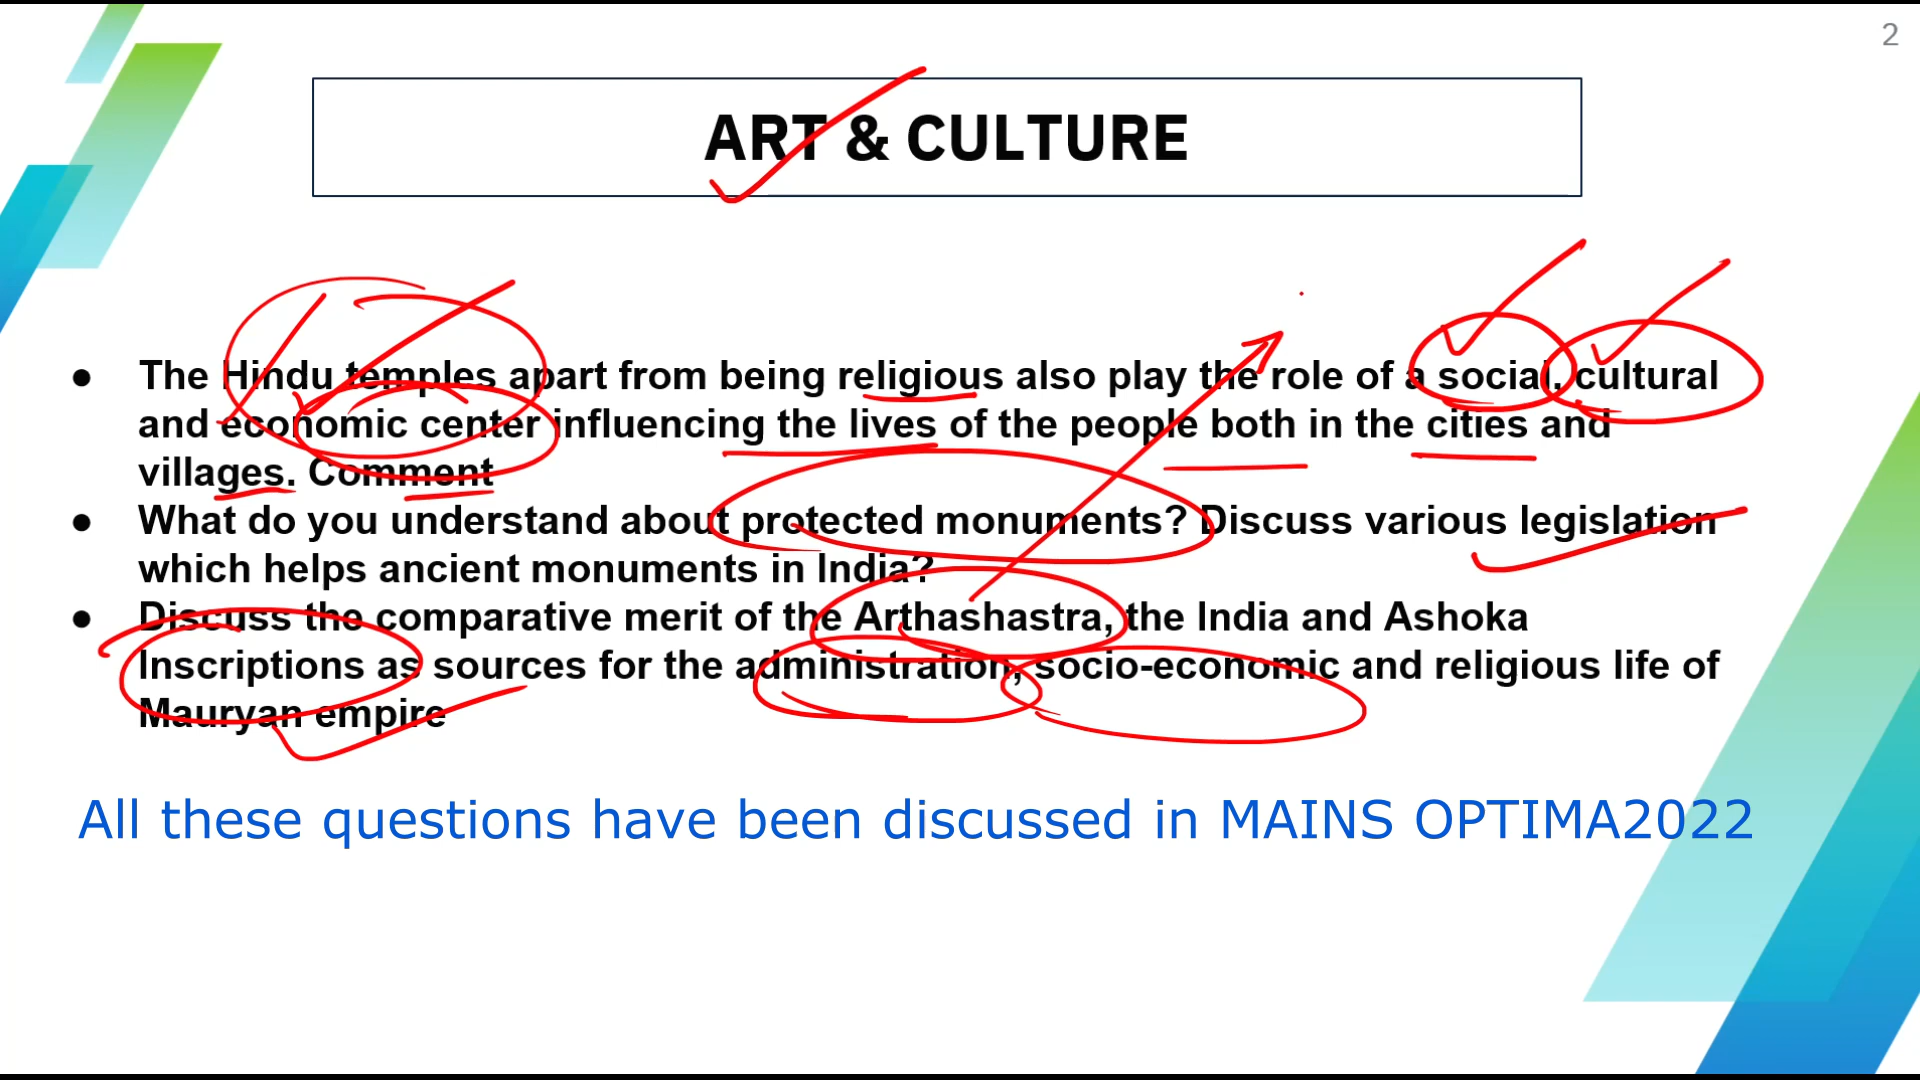 2
ART & CULTURE
● The Hindu temples apart from being religious also play the role of a social, cultural
and economic center influencing the lives of the people both in the cities and
villages. Comment
● What do you understand about protected monuments? Discuss various legislation
which helps ancient monuments in India?
● Discuss the comparative merit of the Arthashastra, the India and Ashoka
Inscriptions as sources for the administration, socio-economic and religious life of
Mauryan empire
All these questions have been discussed in MAINS OPTIMA2022